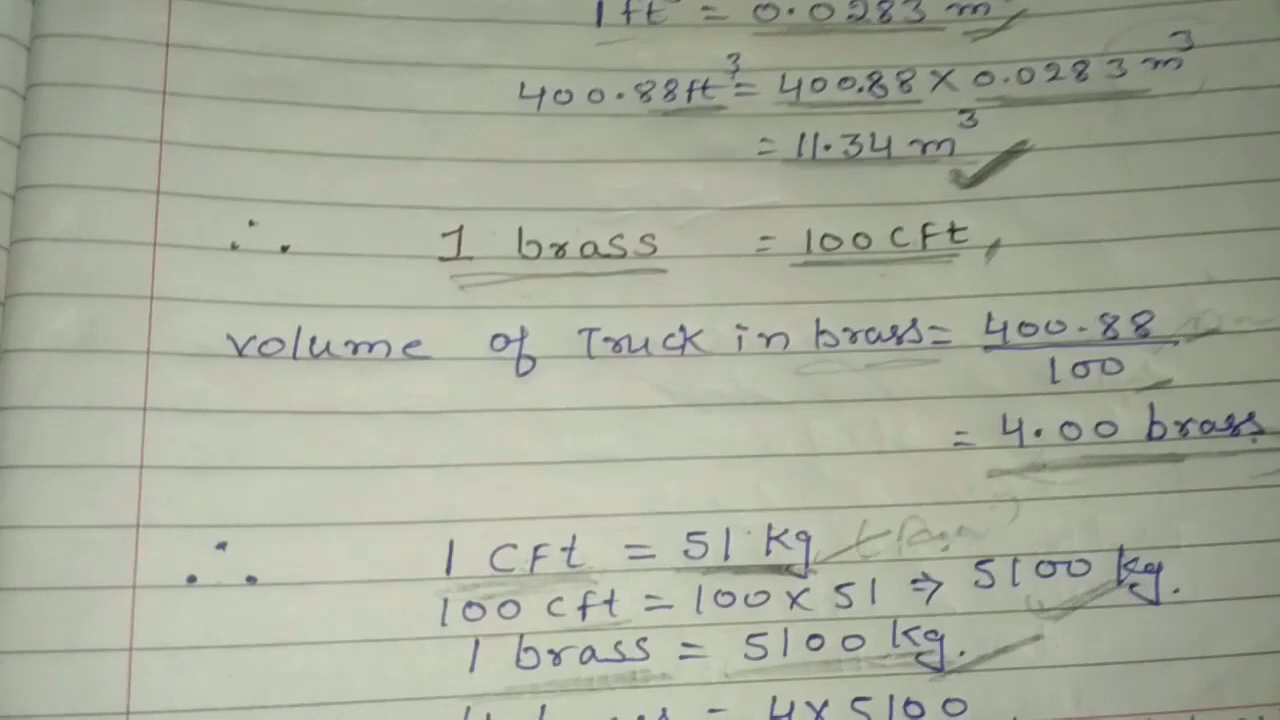 1 ft = 0.0283 m
400.88ft³ = 400.88 × 0.0283 m³
= 11.34 m³
∴ 1 brass = 100 CFt,
volume of Truck in brass = 400.88
100
= 4.00 brass
∴ 1 CFt = 51 kg
100 cft = 100 × 51 ⇒ 5100 kg.
1 brass = 5100 kg.
= 4×5100